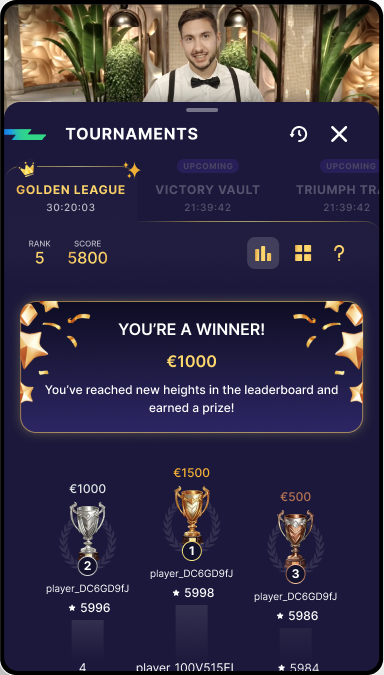 TOURNAMENTS
UPCOMING
UPCOMING
GOLDEN LEAGUE
VICTORY VAULT
TRIUMPH TRA
30:20:03
21:39:42
21:39:42
RANK
SCORE
5
5800
?
YOU'RE A WINNER!
€1000
You've reached new heights in the leaderboard and
earned a prize!
€1500
€1000
€500
1
2
3
player_DC6GD9fJ
player_DC6GD9fJ
player_DC6GD9fJ
5998
5996
5986
4
player_100V515FL
5984